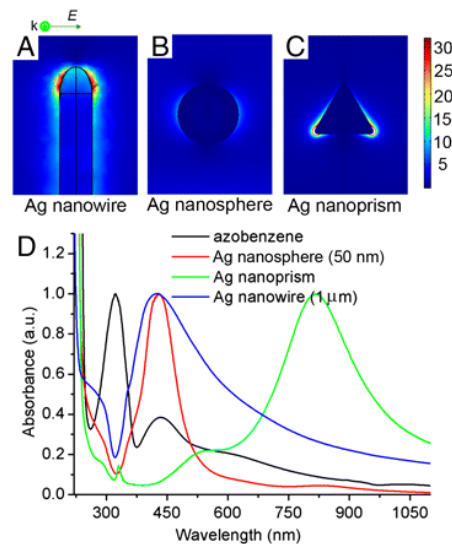 k E
A B C
30
25
20
15
10
5
Ag nanowire Ag nanosphere Ag nanoprism
D
azobenzene
Ag nanosphere (50 nm)
Ag nanoprism
Ag nanowire (1μm)
Absorbance (a.u.)
1.2
1.0
0.8
0.6
0.4
0.2
0.0
300 450 600 750 900 1050
Wavelength (nm)